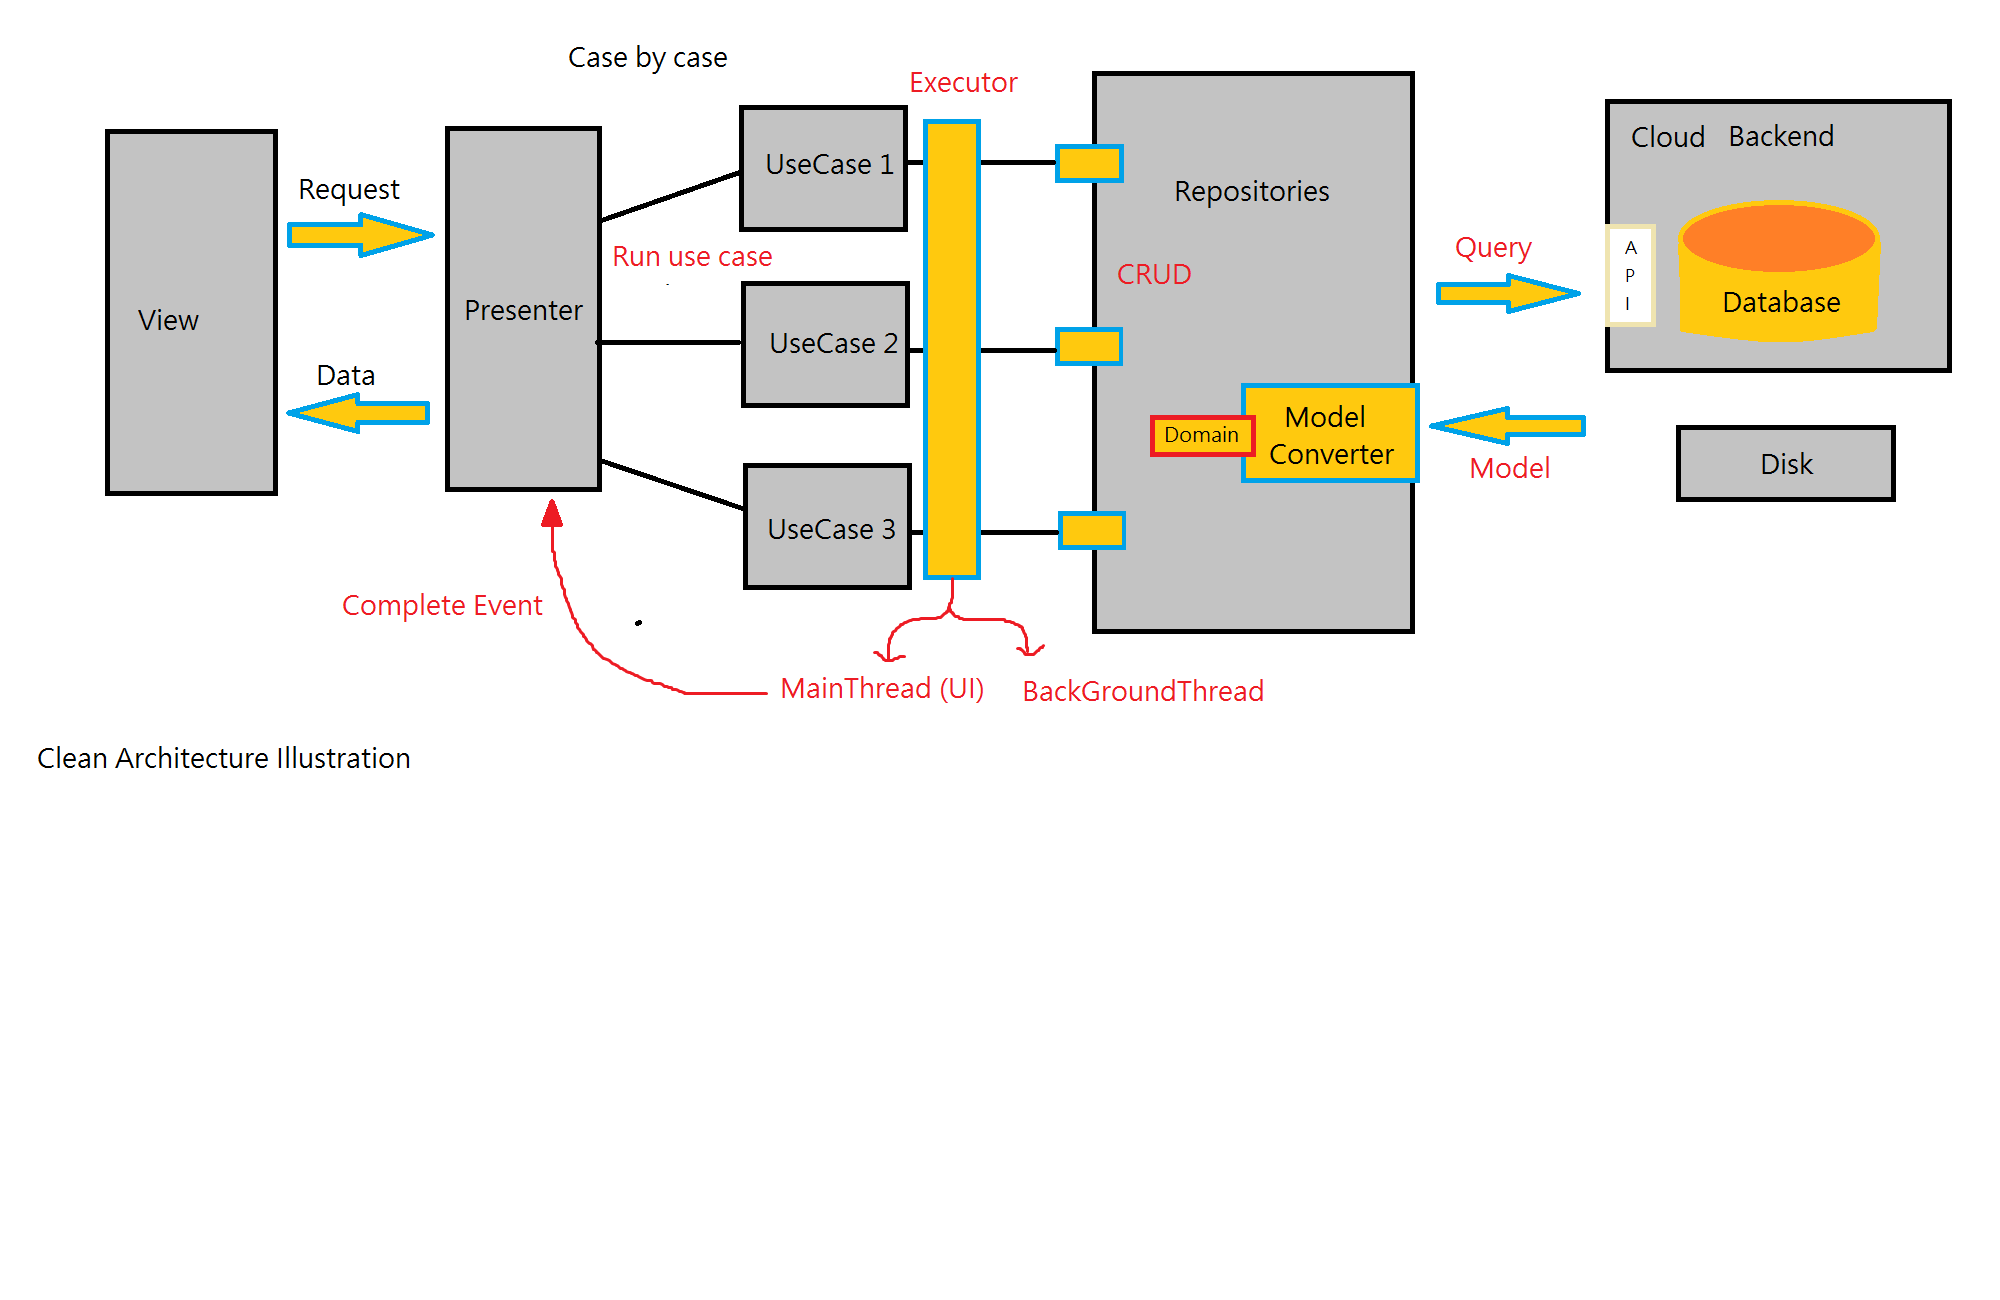 Case by case
Executor
Cloud Backend
UseCase 1
Request
Repositories
Run use case
CRUD
Query
A
P
I
View
Presenter
UseCase 2
Database
Data
Domain
Model
Converter
Model
Disk
UseCase 3
Complete Event
MainThread (UI)
BackGroundThread
Clean Architecture Illustration